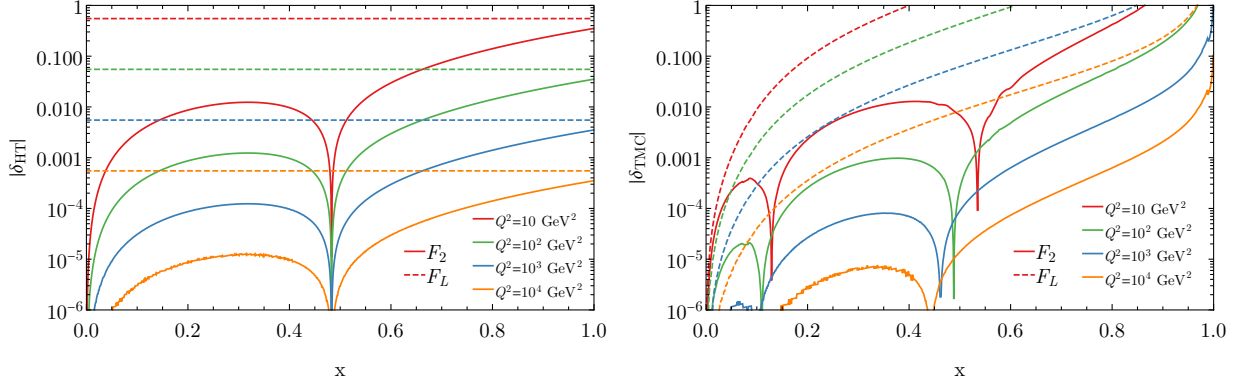 1
0.100
0.010
0.001
10⁻⁴
10⁻⁵
10⁻⁶
|δ_HT|
F₂
F_L
Q²=10 GeV²
Q²=10² GeV²
Q²=10³ GeV²
Q²=10⁴ GeV²
0.0 0.2 0.4 0.6 0.8 1.0
x
1
0.100
0.010
0.001
10⁻⁴
10⁻⁵
10⁻⁶
|δ_TMC|
F₂
F_L
Q²=10 GeV²
Q²=10² GeV²
Q²=10³ GeV²
Q²=10⁴ GeV²
0.0 0.2 0.4 0.6 0.8 1.0
x